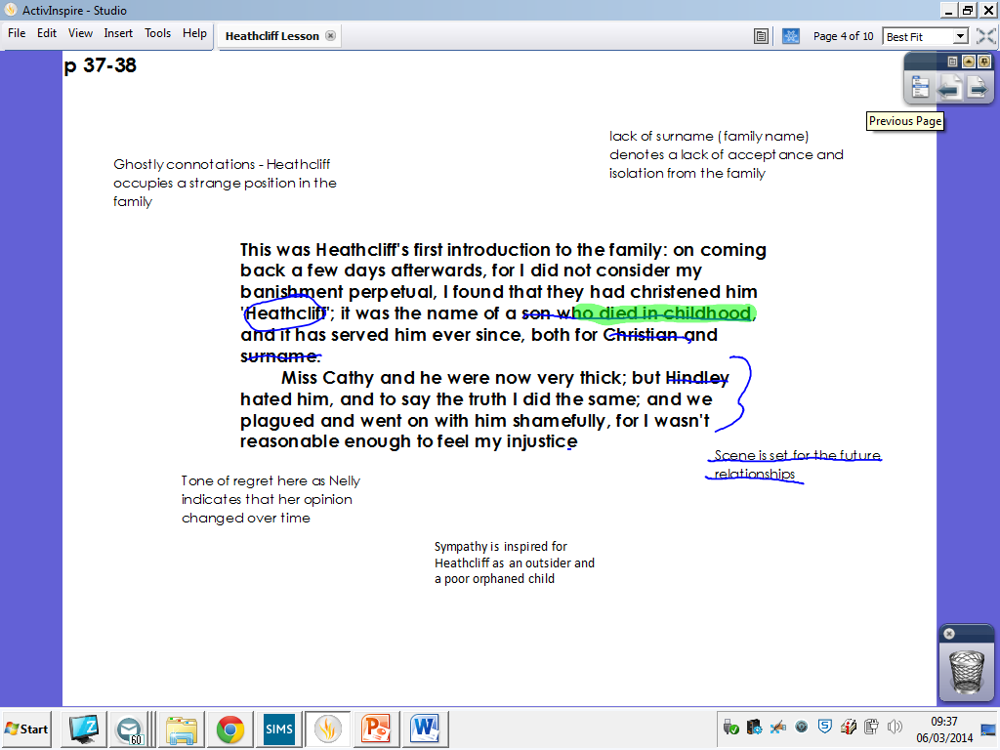 ActivInspire - Studio
File Edit View Insert Tools Help
Heathcliff Lesson
Page 4 of 10
Best Fit
p 37-38
Previous Page
lack of surname (family name)
denotes a lack of acceptance and
isolation from the family
Ghostly connotations - Heathcliff
occupies a strange position in the
family
This was Heathcliff's first introduction to the family: on coming
back a few days afterwards, for I did not consider my
banishment perpetual, I found that they had christened him
'Heathcliff'; it was the name of a son who died in childhood,
and it has served him ever since, both for Christian and
surname.
Miss Cathy and he were now very thick; but Hindley
hated him, and to say the truth I did the same; and we
plagued and went on with him shamefully, for I wasn't
reasonable enough to feel my injustice
Scene is set for the future
relationships
Tone of regret here as Nelly
indicates that her opinion
changed over time
Sympathy is inspired for
Heathcliff as an outsider and
a poor orphaned child
Start
Z
60
SIMS
P
W
S
09:37
06/03/2014